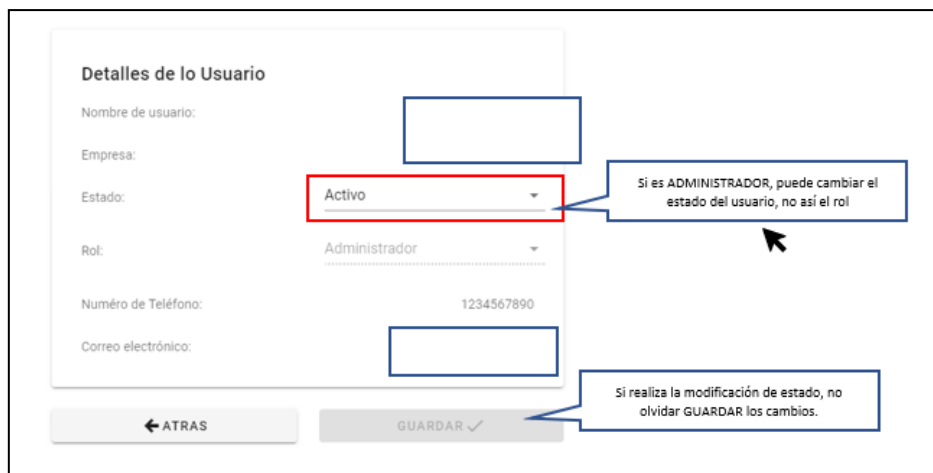 Detalles de lo Usuario
Nombre de usuario:
Empresa:
Estado:
Activo
Si es ADMINISTRADOR, puede cambiar el
estado del usuario, no así el rol
Rol:
Administrador
Numéro de Teléfono:
1234567890
Correo electrónico:
Si realiza la modificación de estado, no
olvidar GUARDAR los cambios.
ATRAS
GUARDAR